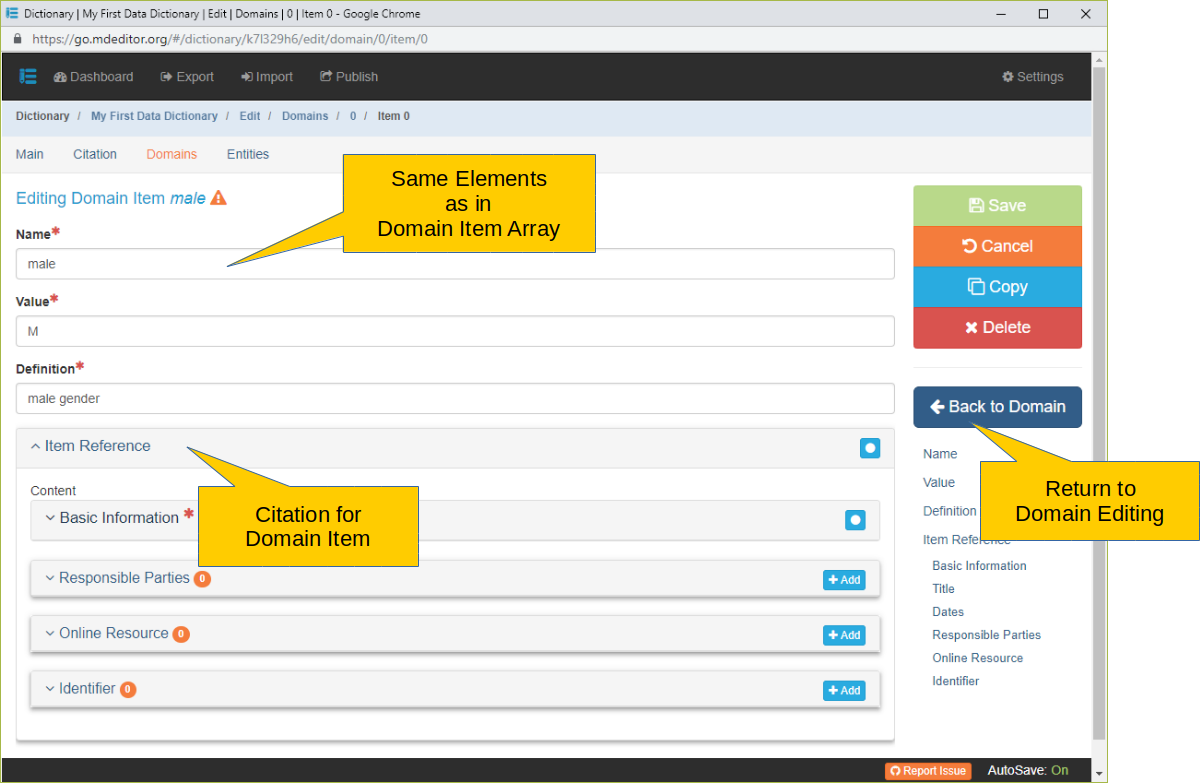 Dictionary | My First Data Dictionary | Edit | Domains | 0 | Item 0 - Google Chrome
https://go.mdeditor.org/#/dictionary/k7l329h6/edit/domain/0/item/0
Dashboard Export Import Publish Settings
Dictionary / My First Data Dictionary / Edit / Domains / 0 / Item 0
Main Citation Domains Entities
Same Elements
as in
Domain Item Array
Editing Domain Item male
Name*
male
Value*
M
Definition*
male gender
Item Reference
Content
Basic Information *
Citation for
Domain Item
Responsible Parties 0 + Add
Online Resource 0 + Add
Identifier 0 + Add
Save
Cancel
Copy
Delete
Back to Domain
Return to
Domain Editing
Name
Value
Definition
Item Reference
Basic Information
Title
Dates
Responsible Parties
Online Resource
Identifier
Report Issue AutoSave: On